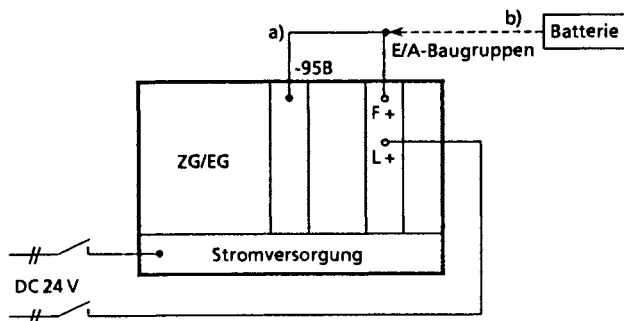 b)
Batterie
a)
E/A-Baugruppen
-95B
F +
ZG/EG
L +
Stromversorgung
DC 24 V